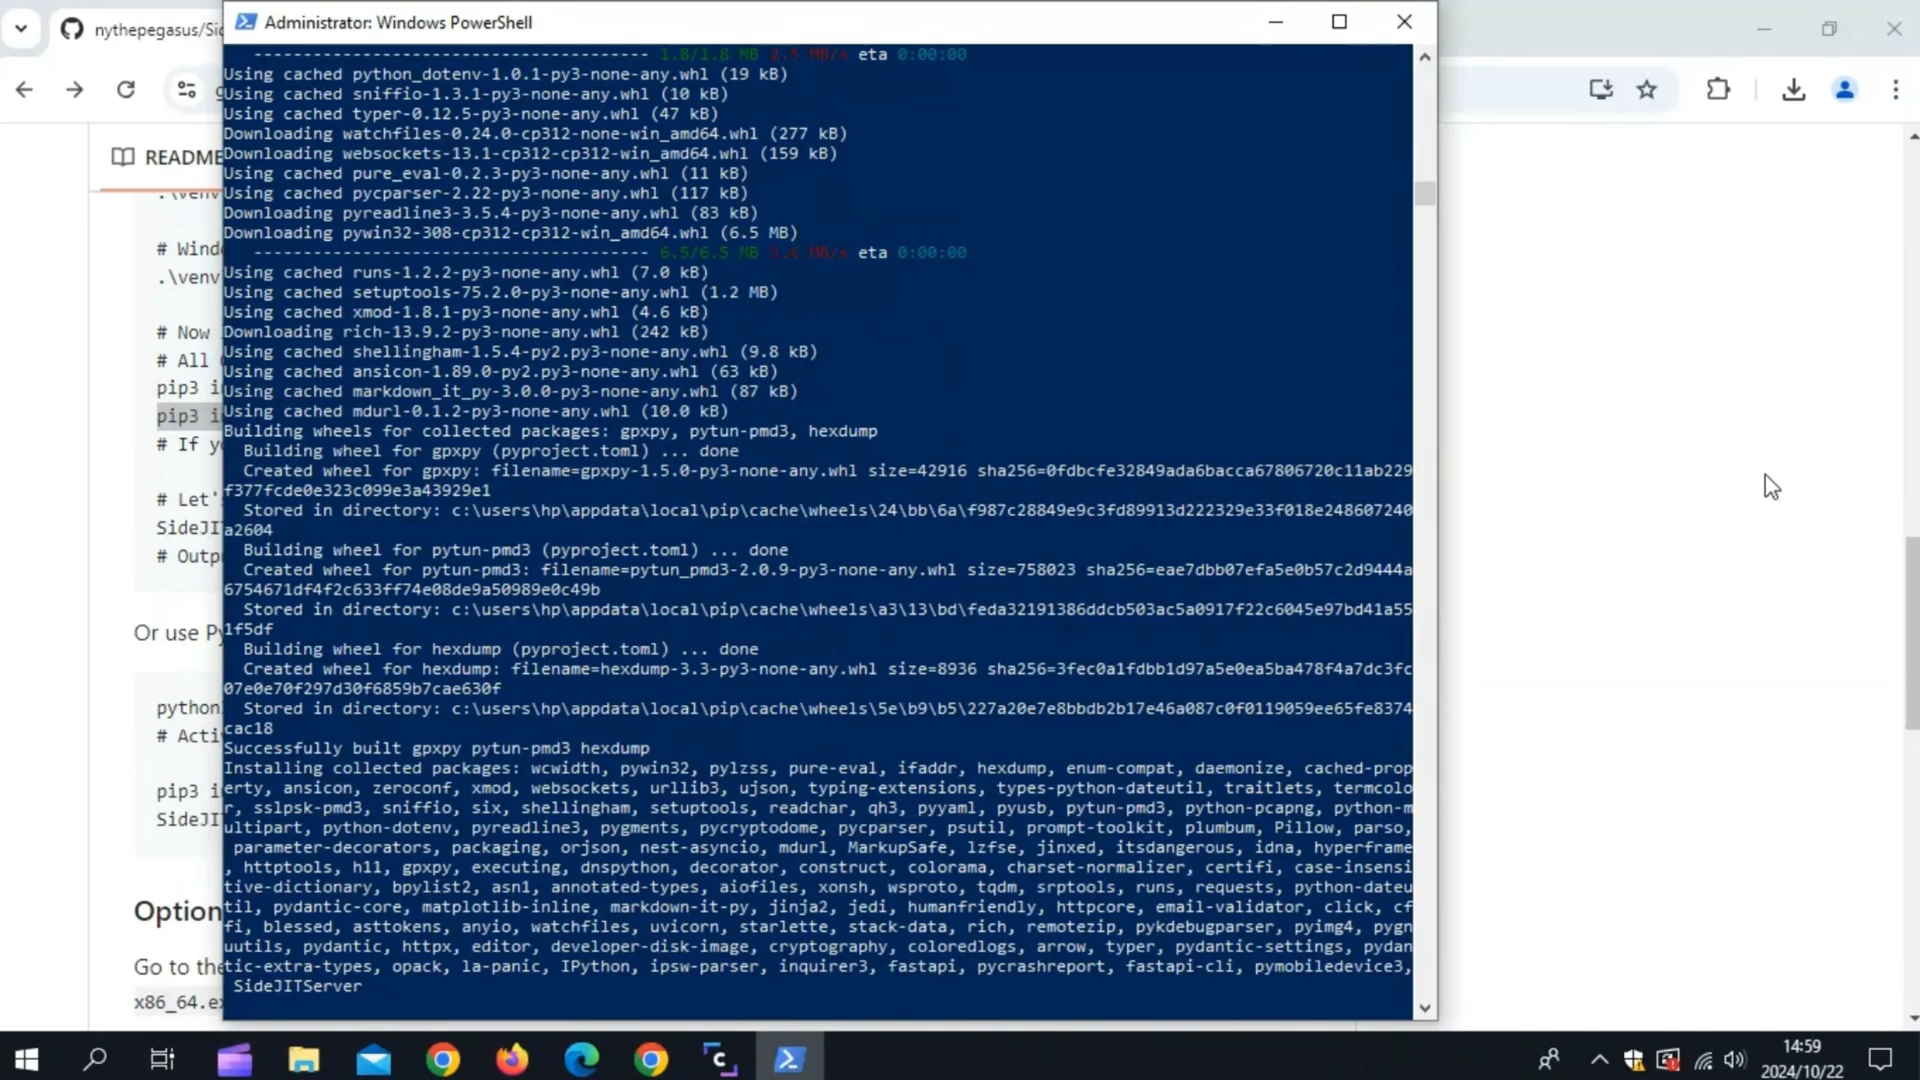 nythepegasus/Sid
Administrator: Windows PowerShell
---------------------------------------- 1.8/1.8 MB 2.5 MB/s eta 0:00:00
Using cached python_dotenv-1.0.1-py3-none-any.whl (19 kB)
Using cached sniffio-1.3.1-py3-none-any.whl (10 kB)
Using cached typer-0.12.5-py3-none-any.whl (47 kB)
Downloading watchfiles-0.24.0-cp312-none-win_amd64.whl (277 kB)
Downloading websockets-13.1-cp312-cp312-win_amd64.whl (159 kB)
Using cached pure_eval-0.2.3-py3-none-any.whl (11 kB)
Using cached pycparser-2.22-py3-none-any.whl (117 kB)
Downloading pyreadline3-3.5.4-py3-none-any.whl (83 kB)
Downloading pywin32-308-cp312-cp312-win_amd64.whl (6.5 MB)
---------------------------------------- 6.5/6.5 MB eta 0:00:00
Using cached runs-1.2.2-py3-none-any.whl (7.0 kB)
Using cached setuptools-75.2.0-py3-none-any.whl (1.2 MB)
Using cached xmod-1.8.1-py3-none-any.whl (4.6 kB)
Downloading rich-13.9.2-py3-none-any.whl (242 kB)
Using cached shellingham-1.5.4-py2.py3-none-any.whl (9.8 kB)
Using cached ansicon-1.89.0-py2.py3-none-any.whl (63 kB)
Using cached markdown_it_py-3.0.0-py3-none-any.whl (87 kB)
Using cached mdurl-0.1.2-py3-none-any.whl (10.0 kB)
Building wheels for collected packages: gpxpy, pytun-pmd3, hexdump
Building wheel for gpxpy (pyproject.toml) ... done
Created wheel for gpxpy: filename=gpxpy-1.5.0-py3-none-any.whl size=42916 sha256=0fdbcfe32849ada6bacca67806720c11ab229
f377fcde0e323c099e3a43929e1
Stored in directory: c:\users\hp\appdata\local\pip\cache\wheels\24\bb\6a\f987c28849e9c3fd89913d222329e33f018e248607240
a2604
Building wheel for pytun-pmd3 (pyproject.toml) ... done
Created wheel for pytun-pmd3: filename=pytun_pmd3-2.0.9-py3-none-any.whl size=758023 sha256=eae7dbb07efa5e0b57c2d9444a
6754671df4f2c633ff74e08de9a50989e0c49b
Stored in directory: c:\users\hp\appdata\local\pip\cache\wheels\a3\13\bd\feda32191386ddcb503ac5a0917f22c6045e97bd41a55
1f5df
Building wheel for hexdump (pyproject.toml) ... done
Created wheel for hexdump: filename=hexdump-3.3-py3-none-any.whl size=8936 sha256=3fec0a1fdbb1d97a5e0ea5ba478f4a7dc3fc
07e0e70f297d30f6859b7cae630f
Stored in directory: c:\users\hp\appdata\local\pip\cache\wheels\5e\b9\b5\227a20e7e8bbdb2b17e46a087c0f0119059ee65fe8374
cac18
Successfully built gpxpy pytun-pmd3 hexdump
Installing collected packages: wcwidth, pywin32, pylzss, pure-eval, ifaddr, hexdump, enum-compat, daemonize, cached-prop
erty, ansicon, zeroconf, xmod, websockets, urllib3, ujson, typing-extensions, types-python-dateutil, traitlets, termcolo
r, sslpsk-pmd3, sniffio, six, shellingham, setuptools, readchar, qh3, pyyaml, pyusb, pytun-pmd3, python-pcapng, python-m
ultipart, python-dotenv, pyreadline3, pygments, pycryptodome, pycparser, psutil, prompt-toolkit, plumbum, Pillow, parso,
parameter-decorators, packaging, orjson, nest-asyncio, mdurl, MarkupSafe, lzfse, jinxed, itsdangerous, idna, hyperframe
, httptools, h11, gpxpy, executing, dnspython, decorator, construct, colorama, charset-normalizer, certifi, case-insensi
tive-dictionary, bpylist2, asn1, annotated-types, aiofiles, xonsh, wsproto, tqdm, srptools, runs, requests, python-dateu
til, pydantic-core, matplotlib-inline, markdown-it-py, jinja2, jedi, humanfriendly, httpcore, email-validator, click, cf
fi, blessed, asttokens, anyio, watchfiles, uvicorn, starlette, stack-data, rich, remotezip, pykdebugparser, pyimg4, pygn
uutils, pydantic, httpx, editor, developer-disk-image, cryptography, coloredlogs, arrow, typer, pydantic-settings, pydan
tic-extra-types, opack, la-panic, IPython, ipsw-parser, inquirer3, fastapi, pycrashreport, fastapi-cli, pymobiledevice3,
SideJITServer
README
.\venv
# Windo
.\venv
# Now
# All
pip3 i
pip3 in
# If y
# Let'
SideJI
# Outp
Or use Py
python
# Acti
pip3 i
SideJI
Option
Go to the
x86_64.e
14:59
2024/10/22